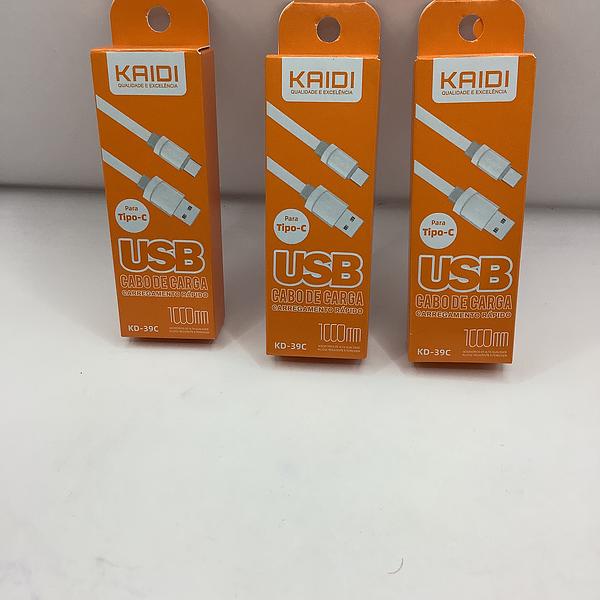 KAIDI
QUALIDADE E EXCELÊNCIA
Para
Tipo-C
USB
CABO DE CARGA
CARREGAMENTO RÁPIDO
1000mm
KD-39C
KAIDI
QUALIDADE E EXCELÊNCIA
Para
Tipo-C
USB
CABO DE CARGA
CARREGAMENTO RÁPIDO
1000mm
KD-39C
KAIDI
QUALIDADE E EXCELÊNCIA
Para
Tipo-C
USB
CABO DE CARGA
CARREGAMENTO RÁPIDO
1000mm
KD-39C